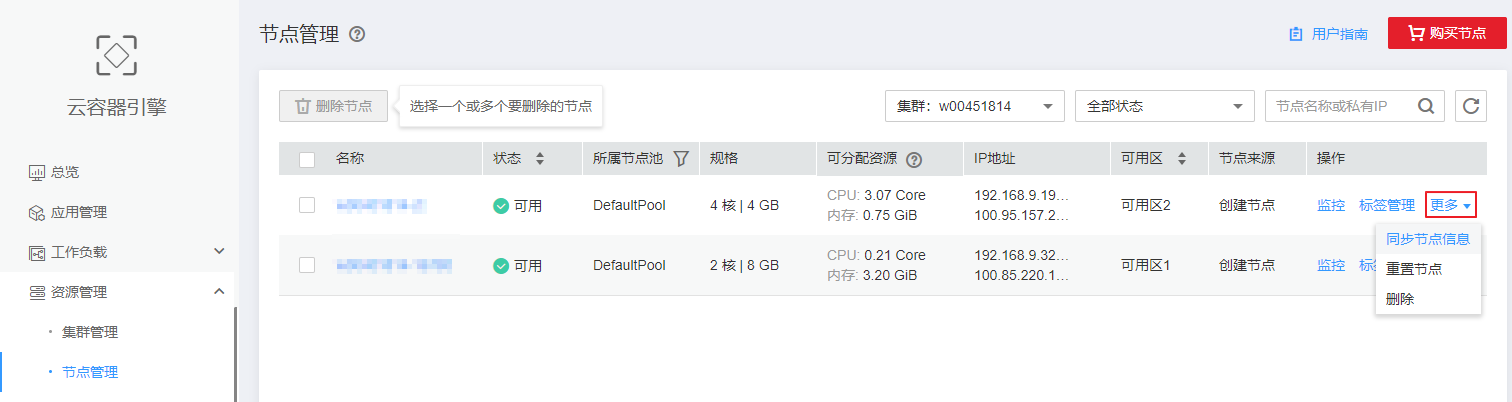 云容器引擎
总览
应用管理
工作负载
资源管理
集群管理
节点管理
节点管理
用户指南
购买节点
删除节点
选择一个或多个要删除的节点
集群：w00451814
全部状态
节点名称或私有IP
名称 状态 所属节点池 规格 可分配资源 IP地址 可用区 节点来源 操作
可用 DefaultPool 4 核 | 4 GB CPU: 3.07 Core 192.168.9.19... 可用区2 创建节点 监控 标签管理 更多
内存: 0.75 GiB 100.95.157.2...
可用 DefaultPool 2 核 | 8 GB CPU: 0.21 Core 192.168.9.32... 可用区1 创建节点 监控
内存: 3.20 GiB 100.85.220.1...
同步节点信息
重置节点
删除